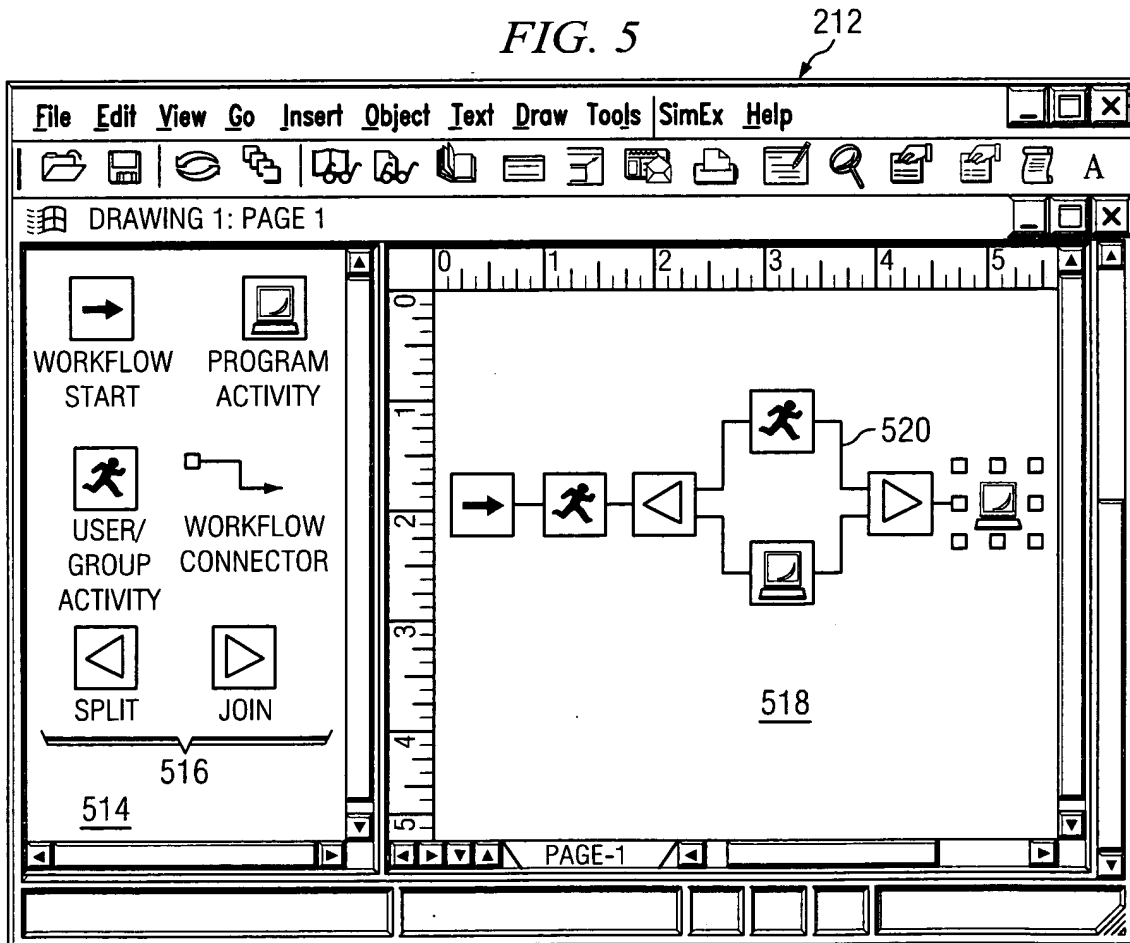 FIG. 5
212
File Edit View Go Insert Object Text Draw Tools SimEx Help
A
DRAWING 1: PAGE 1
WORKFLOW
START
PROGRAM
ACTIVITY
USER/
GROUP
ACTIVITY
WORKFLOW
CONNECTOR
SPLIT
JOIN
516
514
0 1 2 3 4 5
0
1
2
3
4
5
520
518
PAGE-1